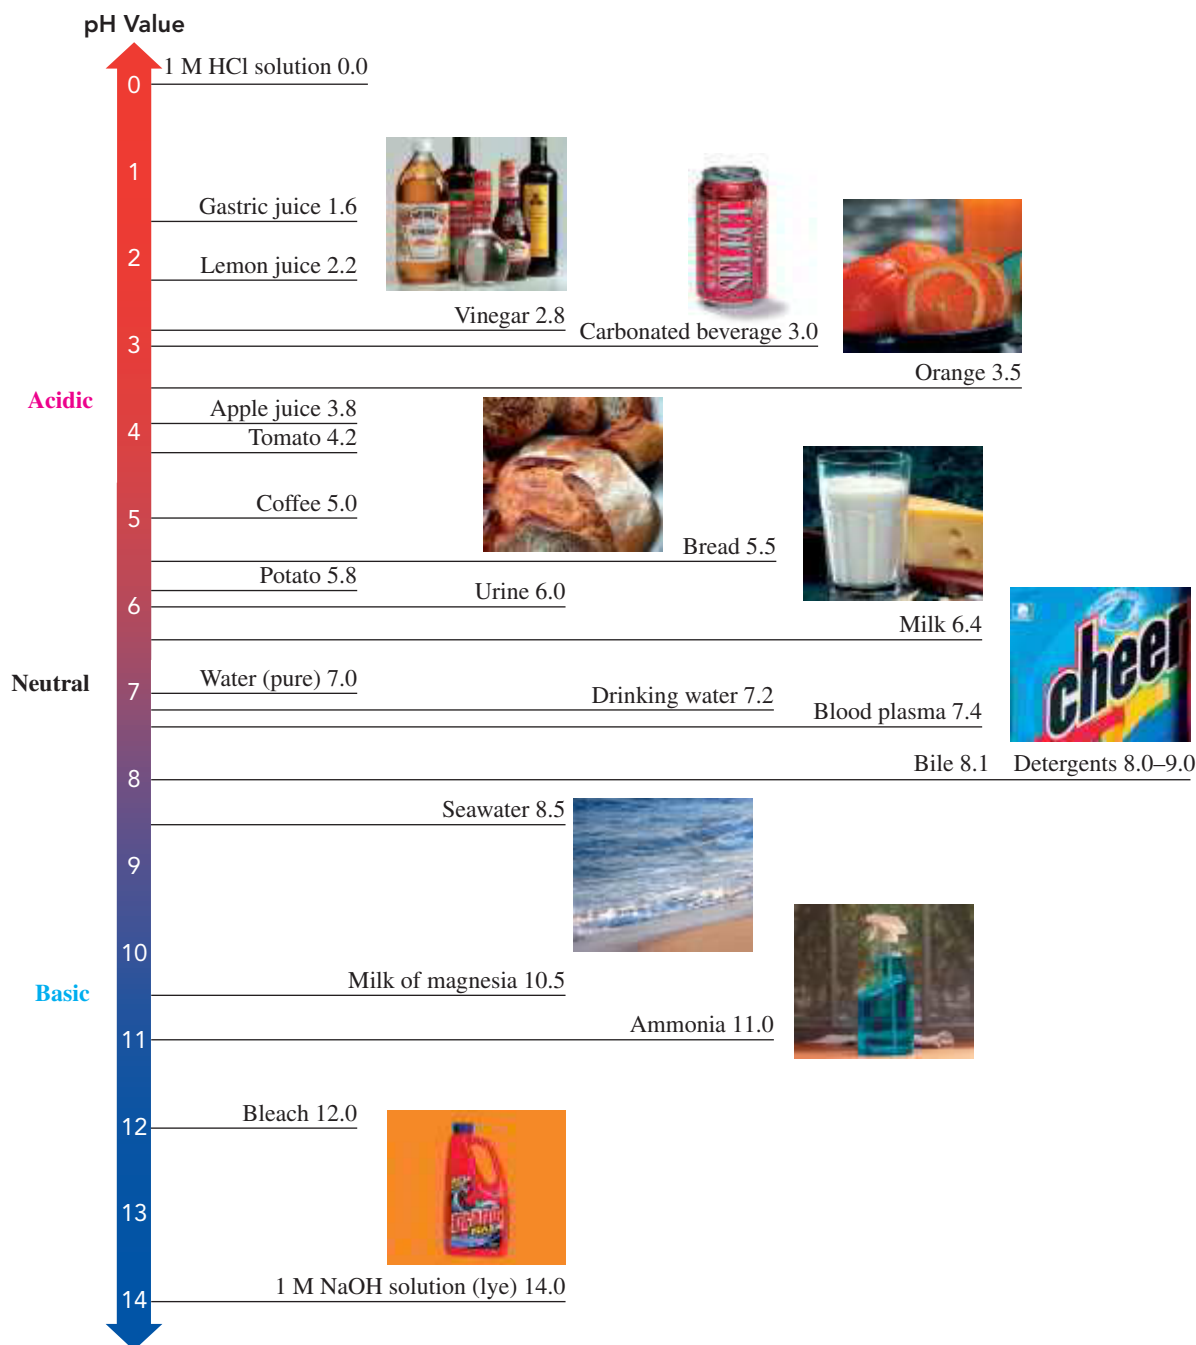 pH Value
1 M HCl solution 0.0
0
1
Gastric juice 1.6
2
Lemon juice 2.2
Vinegar 2.8
SELECT
Carbonated beverage 3.0
3
Orange 3.5
Acidic
Apple juice 3.8
4
Tomato 4.2
Coffee 5.0
5
Bread 5.5
Potato 5.8
Urine 6.0
6
Milk 6.4
cheer
Neutral
Water (pure) 7.0
7
Drinking water 7.2
Blood plasma 7.4
Bile 8.1
Detergents 8.0–9.0
8
Seawater 8.5
9
10
Milk of magnesia 10.5
Basic
Ammonia 11.0
11
Bleach 12.0
12
13
1 M NaOH solution (lye) 14.0
14